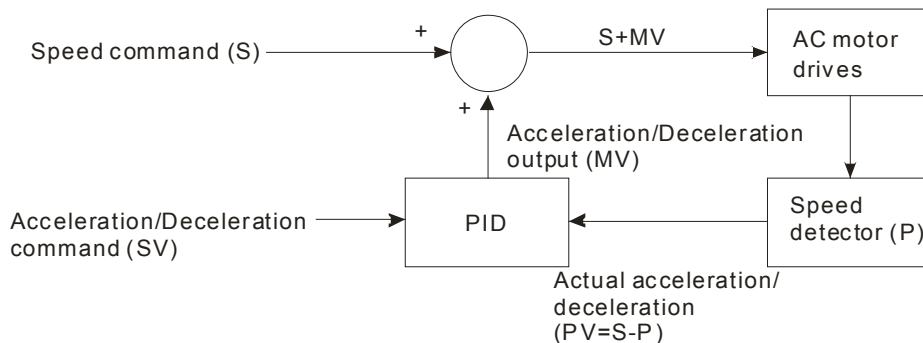 Speed command (S)
+
S+MV
AC motor
drives
+
Acceleration/Deceleration
output (MV)
Acceleration/Deceleration
command (SV)
PID
Speed
detector (P)
Actual acceleration/
deceleration
(PV=S-P)